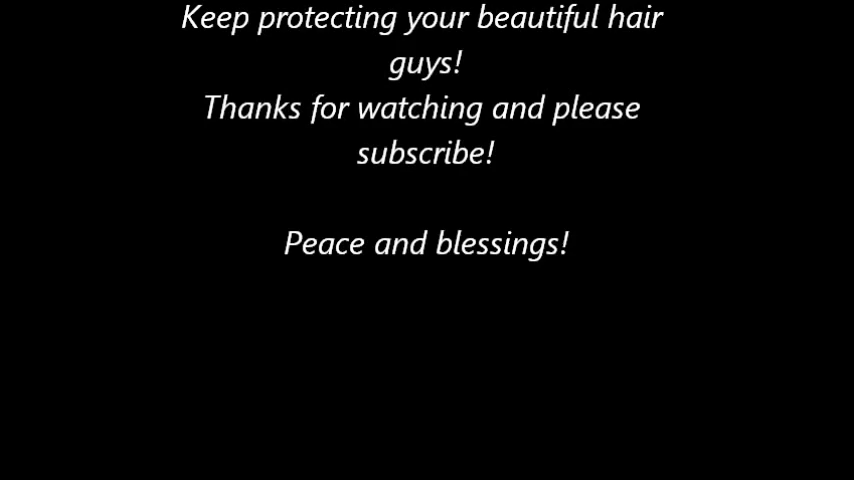 Keep protecting your beautiful hair
guys!
Thanks for watching and please
subscribe!
Peace and blessings!